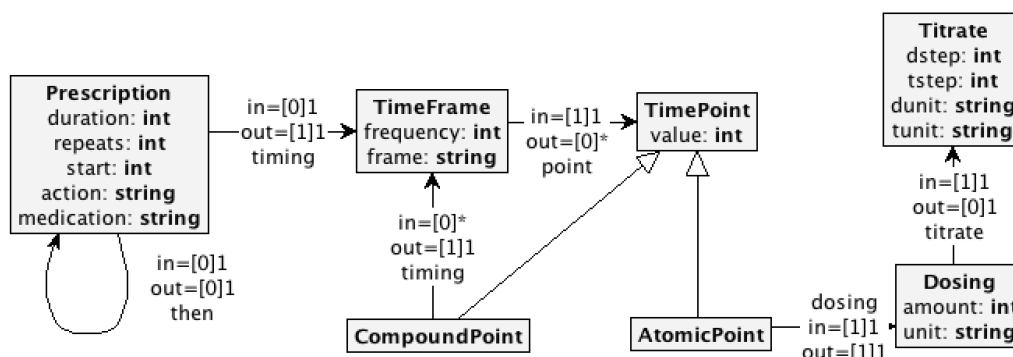 Prescription
duration: int
repeats: int
start: int
action: string
medication: string
in=[0]1
out=[0]1
then
in=[0]1
out=[1]1
timing
TimeFrame
frequency: int
frame: string
in=[1]1
out=[0]*
point
TimePoint
value: int
in=[0]*
out=[1]1
timing
CompoundPoint
AtomicPoint
dosing
in=[1]1
out=[1]1
Titrate
dstep: int
tstep: int
dunit: string
tunit: string
in=[1]1
out=[0]1
titrate
Dosing
amount: int
unit: string